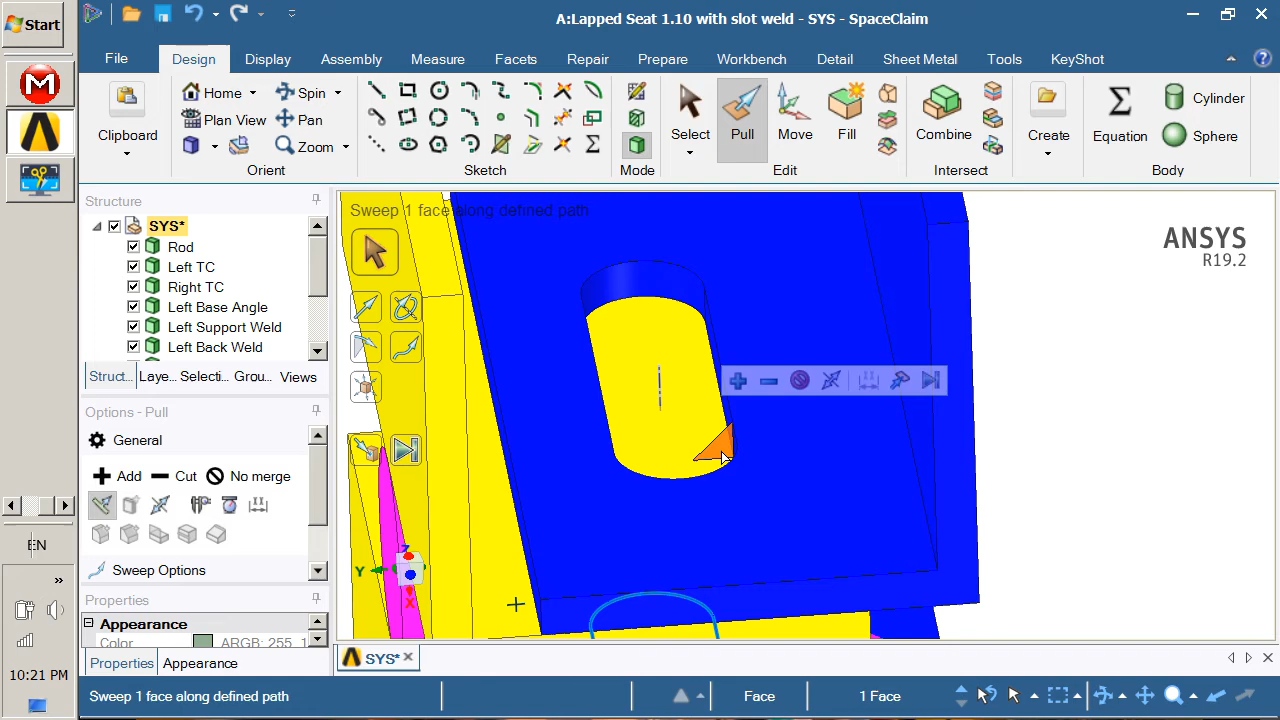 Start
A:Lapped Seat 1.10 with slot weld - SYS - SpaceClaim
File
Design
Display
Assembly
Measure
Facets
Repair
Prepare
Workbench
Detail
Sheet Metal
Tools
KeyShot
Clipboard
Home
Spin
Plan View
Pan
Zoom
Orient
Sketch
Mode
Select
Pull
Move
Fill
Edit
Combine
Intersect
Create
Equation
Cylinder
Sphere
Body
Structure
SYS*
Rod
Left TC
Right TC
Left Base Angle
Left Support Weld
Left Back Weld
Struct...
Laye...
Selecti...
Grou...
Views
Options - Pull
General
Add
Cut
No merge
Sweep Options
Properties
Appearance
Color
ARGB: 255, 1
Properties
Appearance
Sweep 1 face along defined path
ANSYS
R19.2
Z
Y
X
SYS*
EN
10:21 PM
Sweep 1 face along defined path
Face
1 Face